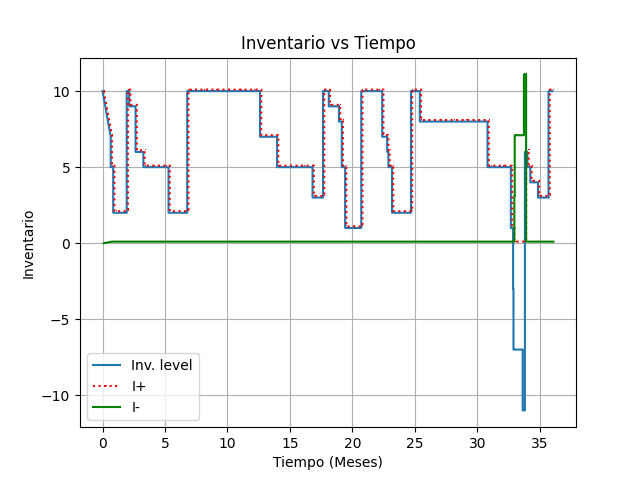 Inventario vs Tiempo
10
5
0
−5
−10
Inventario
Inv. level
I+
I-
0 5 10 15 20 25 30 35
Tiempo (Meses)